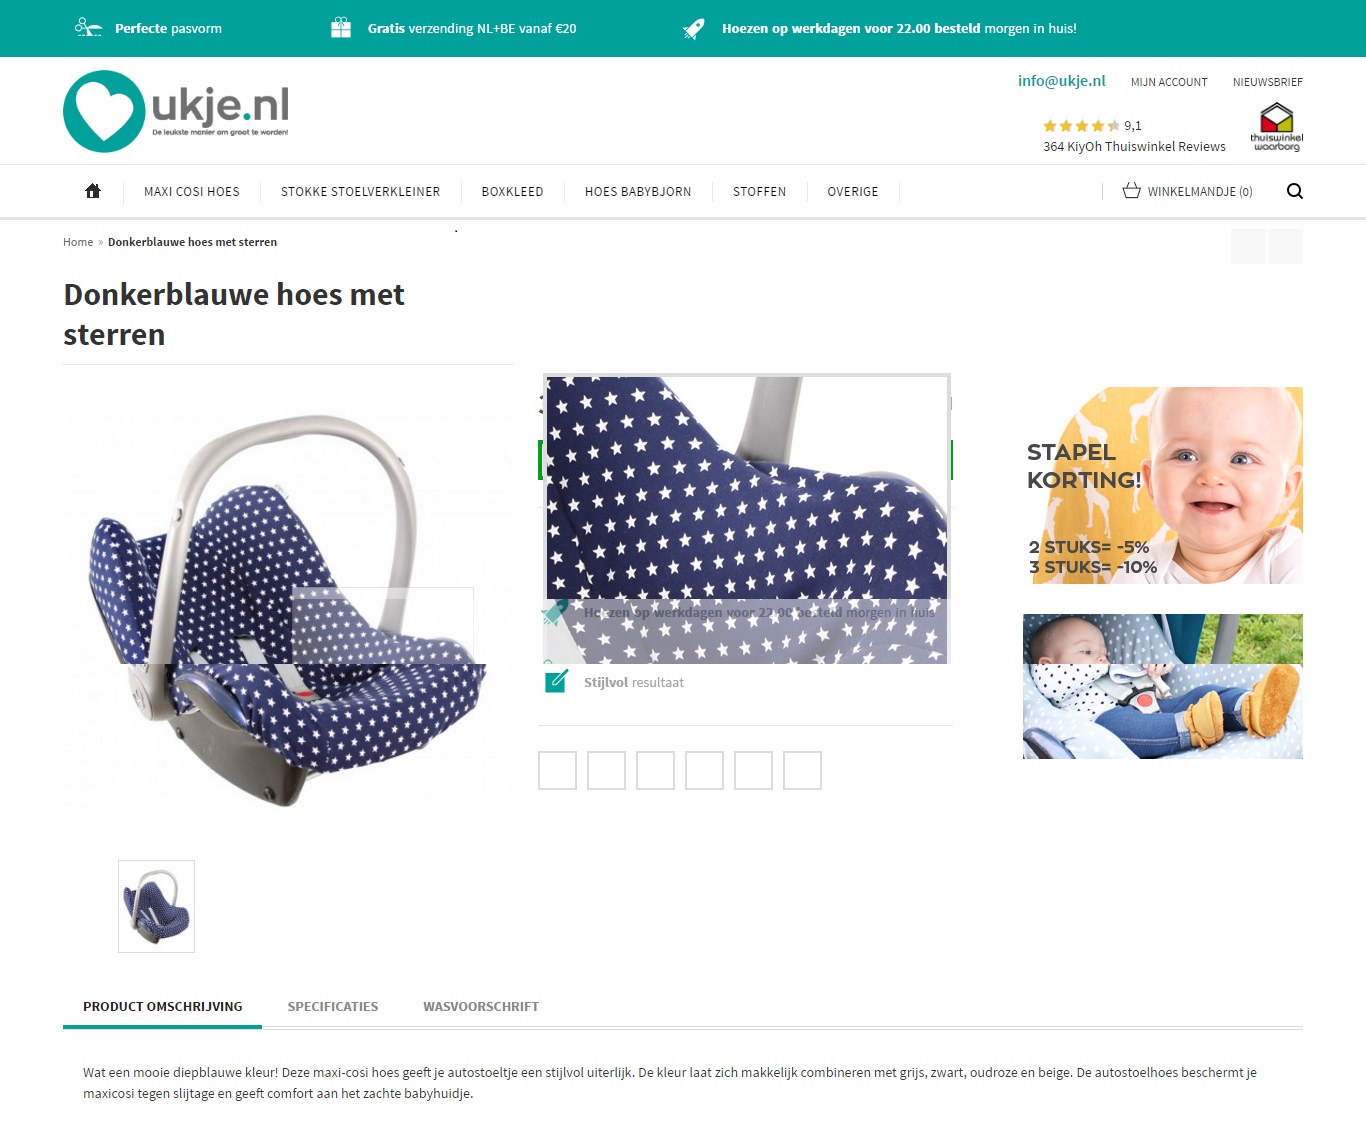 Perfecte pasvorm
Gratis verzending NL+BE vanaf €20
Hoezen op werkdagen voor 22.00 besteld morgen in huis!
ukje.nl
De leukste manier om groot te worden!
info@ukje.nl
MIJN ACCOUNT
NIEUWSBRIEF
9,1
364 KiyOh Thuiswinkel Reviews
thuiswinkel
waarborg
MAXI COSI HOES
STOKKE STOELVERKLEINER
BOXKLEED
HOES BABYBJORN
STOFFEN
OVERIGE
WINKELMANDJE (0)
Home » Donkerblauwe hoes met sterren
Donkerblauwe hoes met
sterren
STAPEL
KORTING!
2 STUKS= -5%
3 STUKS= -10%
Hoezen op werkdagen voor 22.00 besteld morgen in huis
Stijlvol resultaat
PRODUCT OMSCHRIJVING
SPECIFICATIES
WASVOORSCHRIFT
Wat een mooie diepblauwe kleur! Deze maxi-cosi hoes geeft je autostoeltje een stijlvol uiterlijk. De kleur laat zich makkelijk combineren met grijs, zwart, oudroze en beige. De autostoelhoes beschermt je
maxicosi tegen slijtage en geeft comfort aan het zachte babyhuidje.